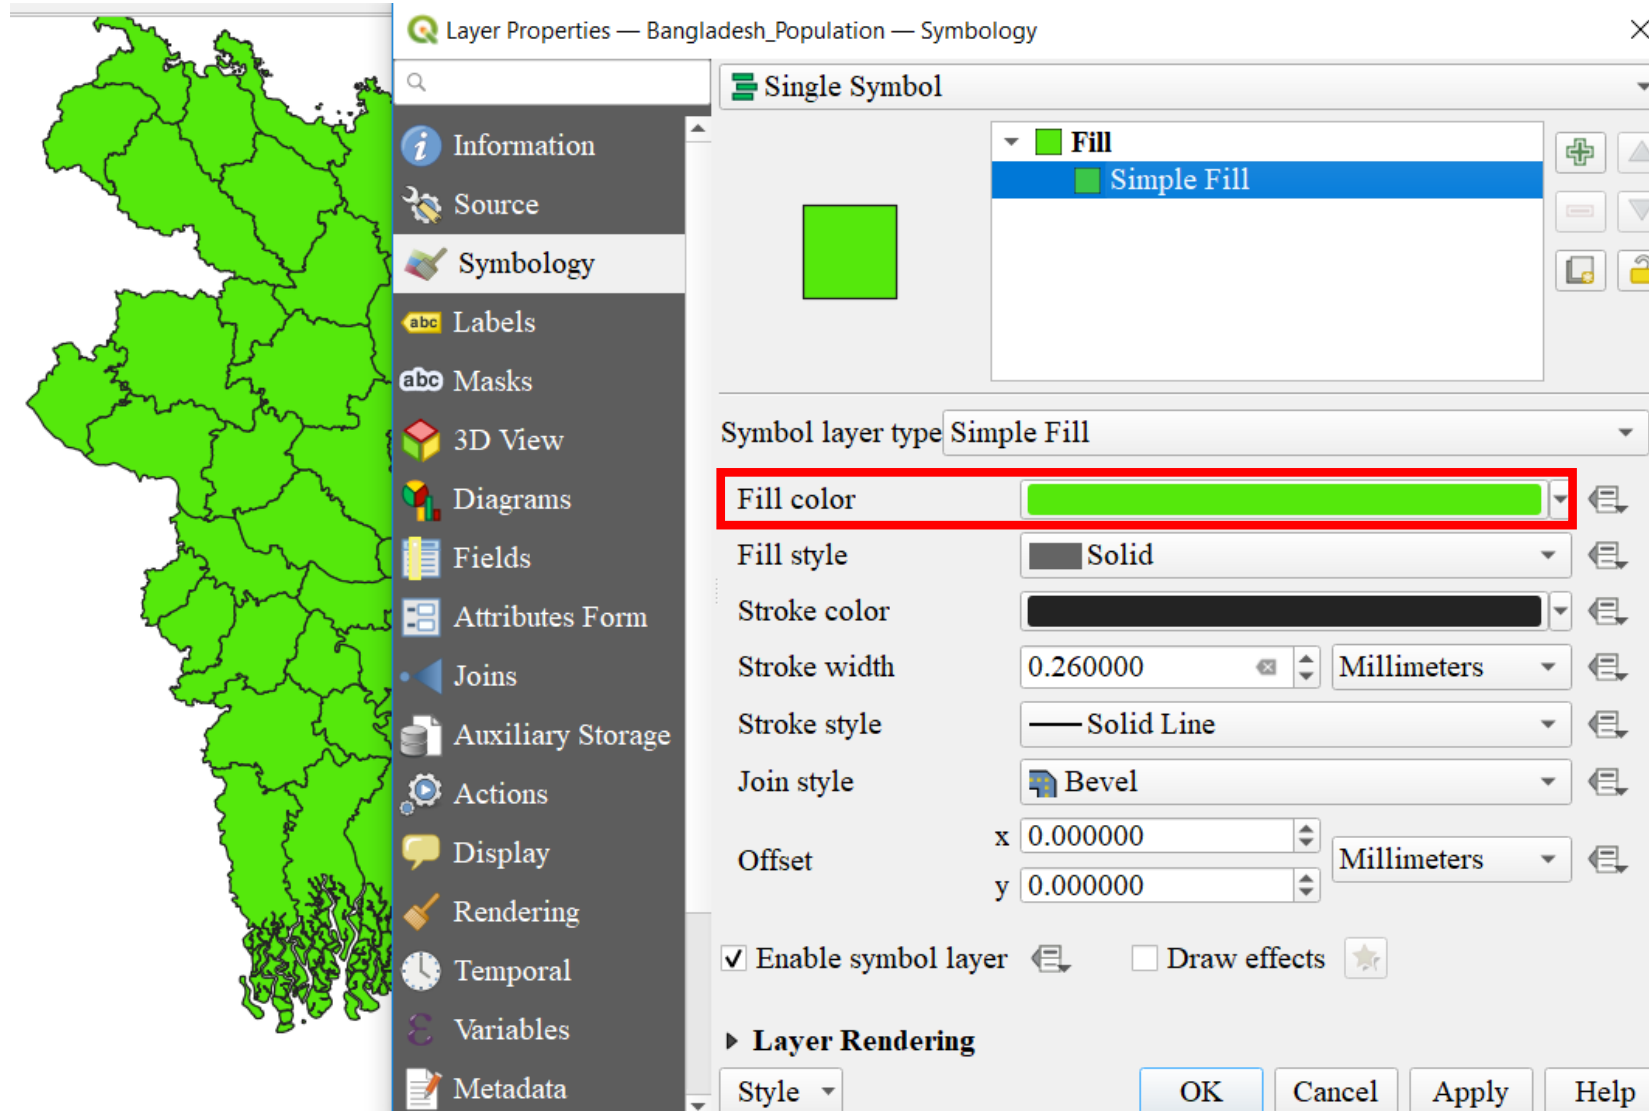 Layer Properties — Bangladesh_Population — Symbology
Information
Source
Symbology
abc Labels
abc Masks
3D View
Diagrams
Fields
Attributes Form
Joins
Auxiliary Storage
Actions
Display
Rendering
Temporal
Variables
Metadata
Single Symbol
Fill
Simple Fill
Symbol layer type Simple Fill
Fill color
Fill style Solid
Stroke color
Stroke width 0.260000 Millimeters
Stroke style Solid Line
Join style Bevel
Offset x 0.000000 Millimeters
y 0.000000
Enable symbol layer Draw effects
Layer Rendering
Style OK Cancel Apply Help